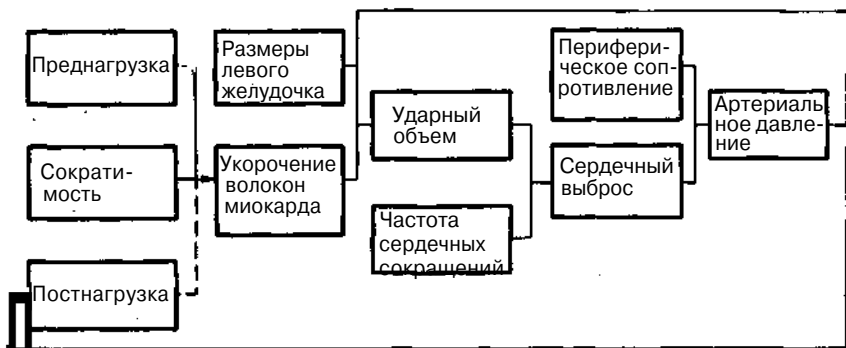 Преднагрузка
Сократи-
мость
Постнагрузка
Размеры
левого
желудочка
Укорочение
волокон
миокарда
Ударный
объем
Частота
сердечных
сокращений
Перифери-
ческое соп-
ротивление
Сердечный
выброс
Артериаль
ное давле-
ние